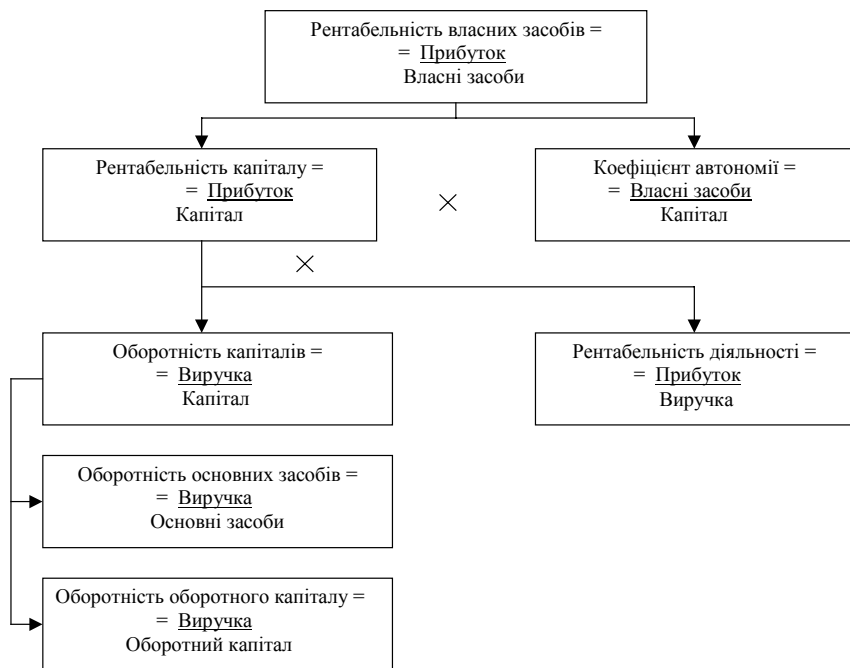 Рентабельність власних засобів =
= Прибуток
Власні засоби
Рентабельність капіталу =
= Прибуток
Капітал
Коефіцієнт автономії =
= Власні засоби
Капітал
Оборотність капіталів =
= Виручка
Капітал
Рентабельність діяльності =
= Прибуток
Виручка
Оборотність основних засобів =
= Виручка
Основні засоби
Оборотність оборотного капіталу =
= Виручка
Оборотний капітал